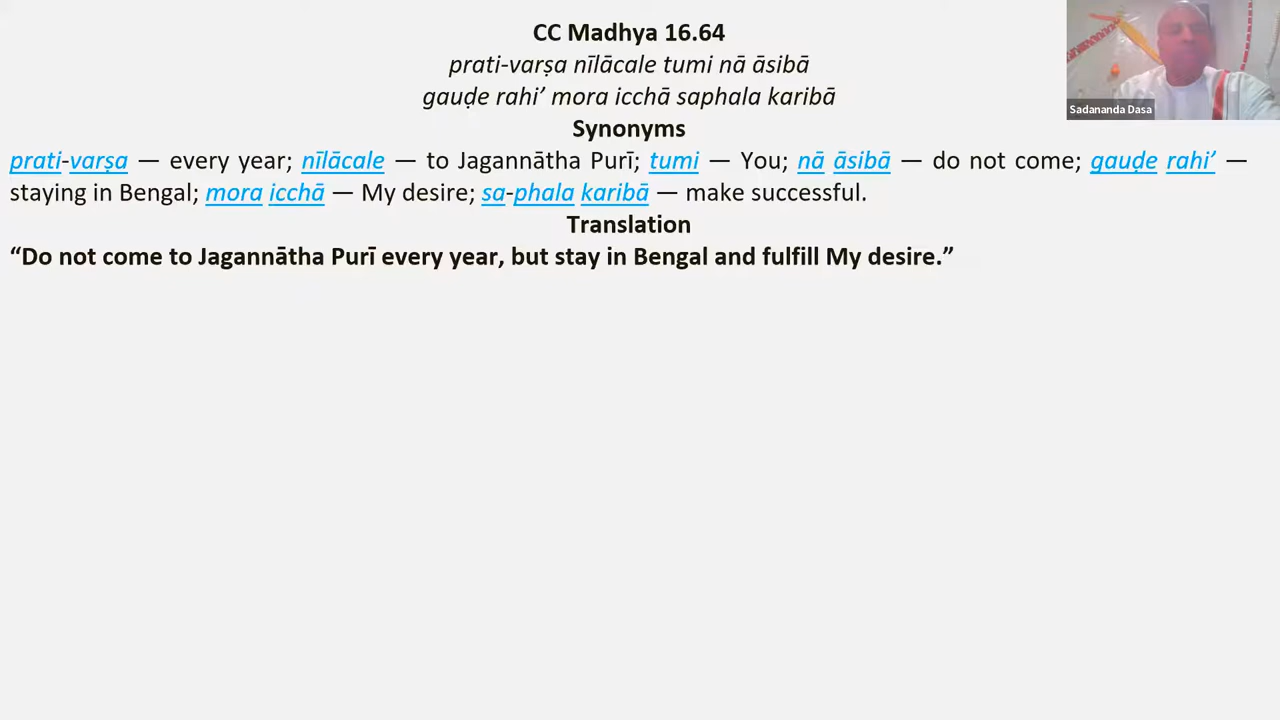 CC Madhya 16.64
prati-varṣa nīlācale tumi nā āsibā
gauḍe rahi’ mora icchā saphala karibā
Synonyms
prati-varṣa — every year; nīlācale — to Jagannātha Purī; tumi — You; nā āsibā — do not come; gauḍe rahi’ —
staying in Bengal; mora icchā — My desire; sa-phala karibā — make successful.
Translation
“Do not come to Jagannātha Purī every year, but stay in Bengal and fulfill My desire.”
Sadananda Dasa